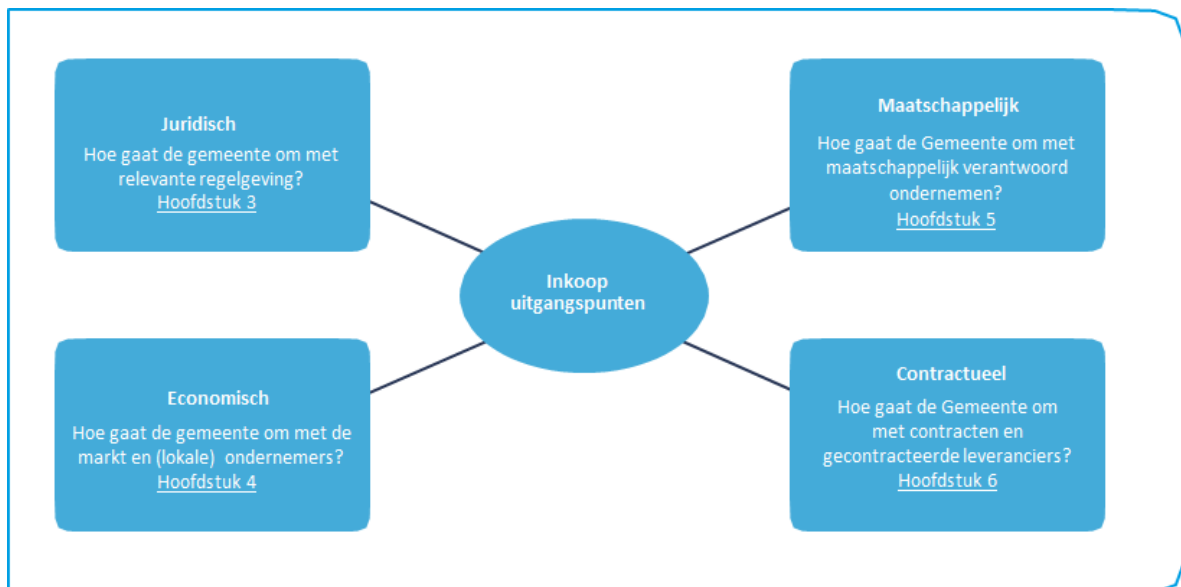 Juridisch
Hoe gaat de gemeente om met
relevante regelgeving?
Hoofdstuk 3
Maatschappelijk
Hoe gaat de Gemeente om met
maatschappelijk verantwoord
ondernemen?
Hoofdstuk 5
Inkoop
uitgangspunten
Economisch
Hoe gaat de gemeente om met de
markt en (lokale) ondernemers?
Hoofdstuk 4
Contractueel
Hoe gaat de Gemeente om
met contracten en
gecontracteerde leveranciers?
Hoofdstuk 6